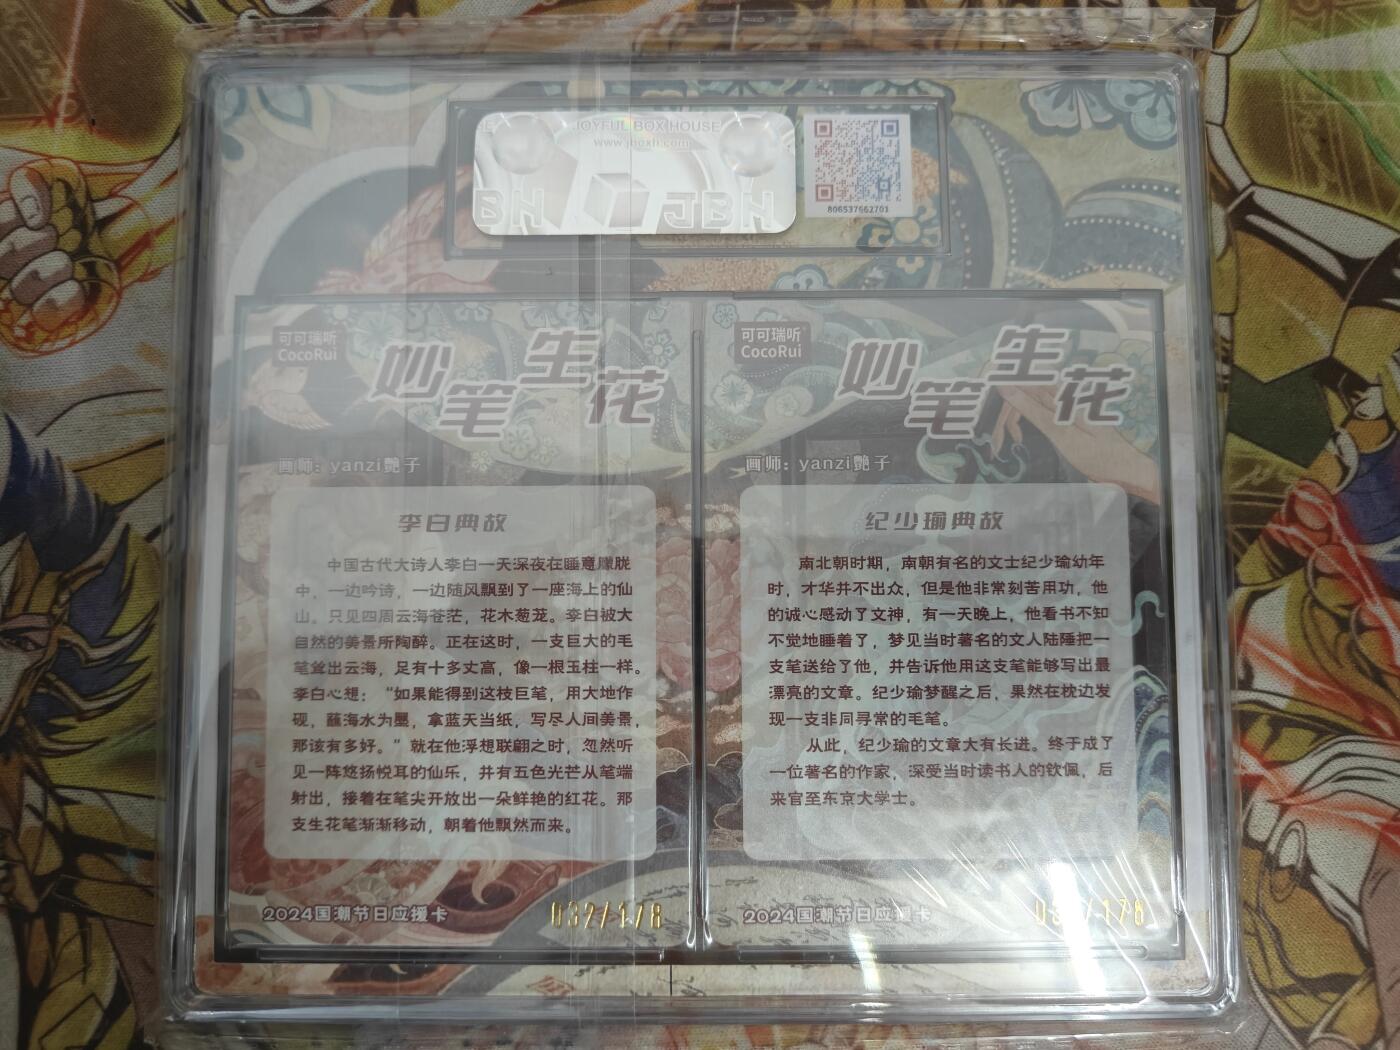 JOYFUL BOX HOUSE
www.jboxh.com
BH
JBH
806537662701
可可瑞听
CocoRui
妙笔生花
画师：yanzi艷子
李白典故
中国古代大诗人李白一天深夜在睡意朦胧
中，一边吟诗，一边随风飘到了一座海上的仙
山。只见四周云海苍茫，花木葱茏。李白被大
自然的美景所陶醉。正在这时，一支巨大的毛
笔耸出云海，足有十多丈高，像一根玉柱一样。
李白心想：“如果能得到这枝巨笔，用大地作
砚，蘸海水为墨，拿蓝天当纸，写尽人间美景，
那该有多好。”就在他浮想联翩之时，忽然听
见一阵悠扬悦耳的仙乐，并有五色光芒从笔端
射出，接着在笔尖开放出一朵鲜艳的红花。那
支生花笔渐渐移动，朝着他飘然而来。
2024国潮节日应援卡
032/178
可可瑞听
CocoRui
妙笔生花
画师：yanzi艷子
纪少瑜典故
南北朝时期，南朝有名的文士纪少瑜幼年
时，才华并不出众，但是他非常刻苦用功，他
的诚心感动了文神，有一天晚上，他看书不知
不觉地睡着了，梦见当时著名的文人陆陲把一
支笔送给了他，并告诉他用这支笔能够写出最
漂亮的文章。纪少瑜梦醒之后，果然在枕边发
现一支非同寻常的毛笔。
从此，纪少瑜的文章大有长进。终于成了
一位著名的作家，深受当时读书人的钦佩，后
来官至东京大学士。
2024国潮节日应援卡
/178